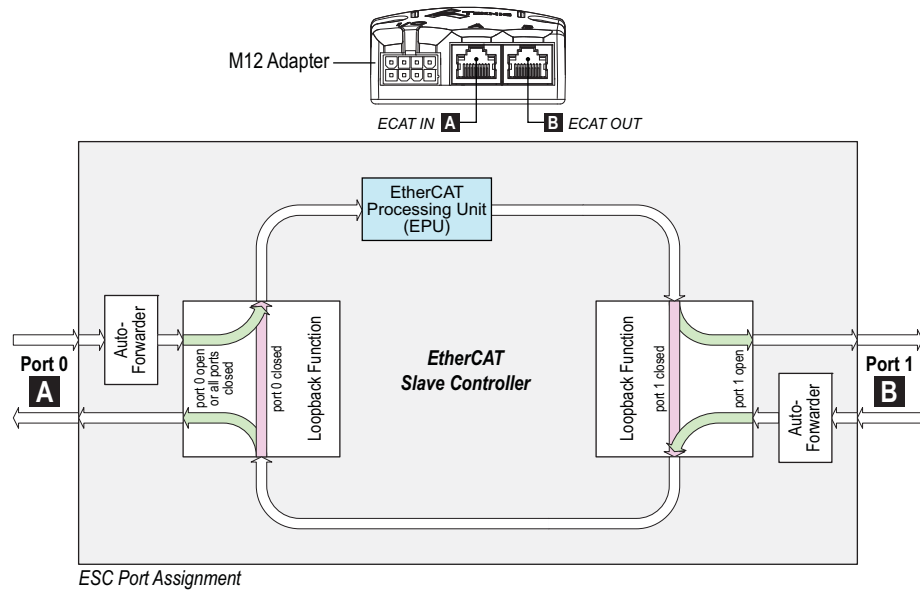 TEKNIC
M12 Adapter
ECAT IN A
B ECAT OUT
EtherCAT
Processing Unit
(EPU)
Auto-
Forwarder
port 0 open
or all ports
closed
port 0 closed
Loopback Function
EtherCAT
Slave Controller
Loopback Function
port 1 closed
port 1 open
Auto-
Forwarder
Port 0
A
Port 1
B
ESC Port Assignment